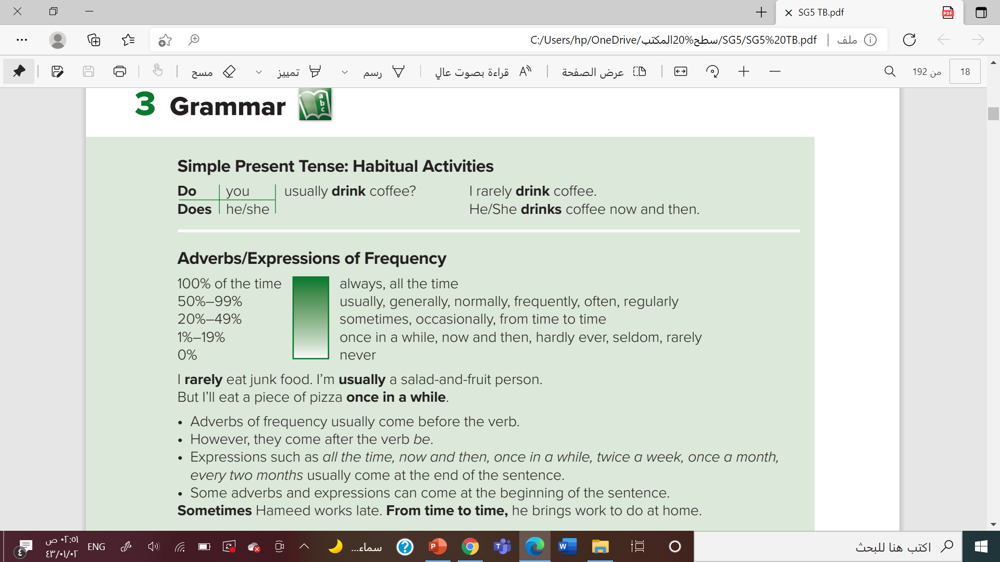 SG5 TB.pdf
C:/Users/hp/OneDrive/سطح%20المكتب/SG5/SG5%20TB.pdf
ملف
مسح
تمييز
رسم
قراءة بصوت عالٍ
عرض الصفحة
من 192
18
3 Grammar
a
b
c
Simple Present Tense: Habitual Activities
Do you usually drink coffee? I rarely drink coffee.
Does he/she He/She drinks coffee now and then.
Adverbs/Expressions of Frequency
100% of the time always, all the time
50%–99% usually, generally, normally, frequently, often, regularly
20%–49% sometimes, occasionally, from time to time
1%–19% once in a while, now and then, hardly ever, seldom, rarely
0% never
I rarely eat junk food. I'm usually a salad-and-fruit person.
But I'll eat a piece of pizza once in a while.
• Adverbs of frequency usually come before the verb.
• However, they come after the verb be.
• Expressions such as all the time, now and then, once in a while, twice a week, once a month,
every two months usually come at the end of the sentence.
• Some adverbs and expressions can come at the beginning of the sentence.
Sometimes Hameed works late. From time to time, he brings work to do at home.
٠٢:٥١ ص
٤٣/٠١/٠٢
٤
ENG
سماء...
اكتب هنا للبحث